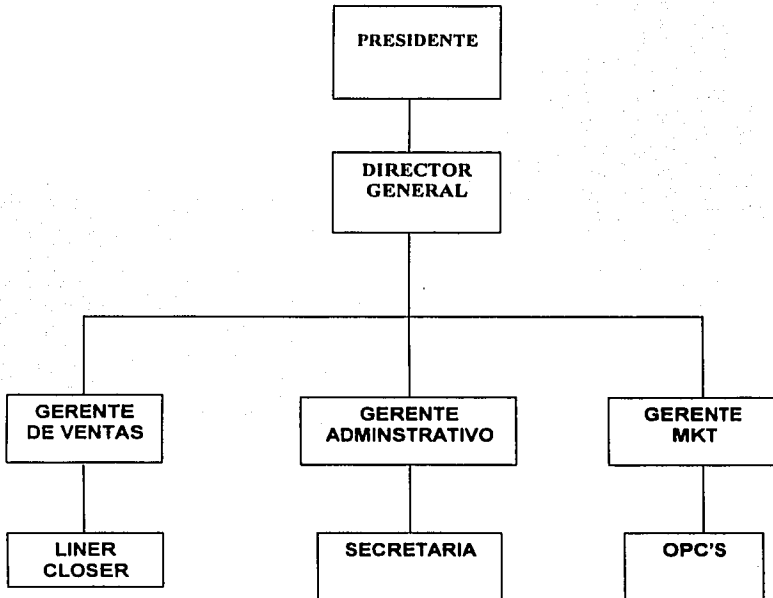 PRESIDENTE
DIRECTOR
GENERAL
GERENTE
DE VENTAS
GERENTE
ADMINSTRATIVO
GERENTE
MKT
LINER
CLOSER
SECRETARIA
OPC'S